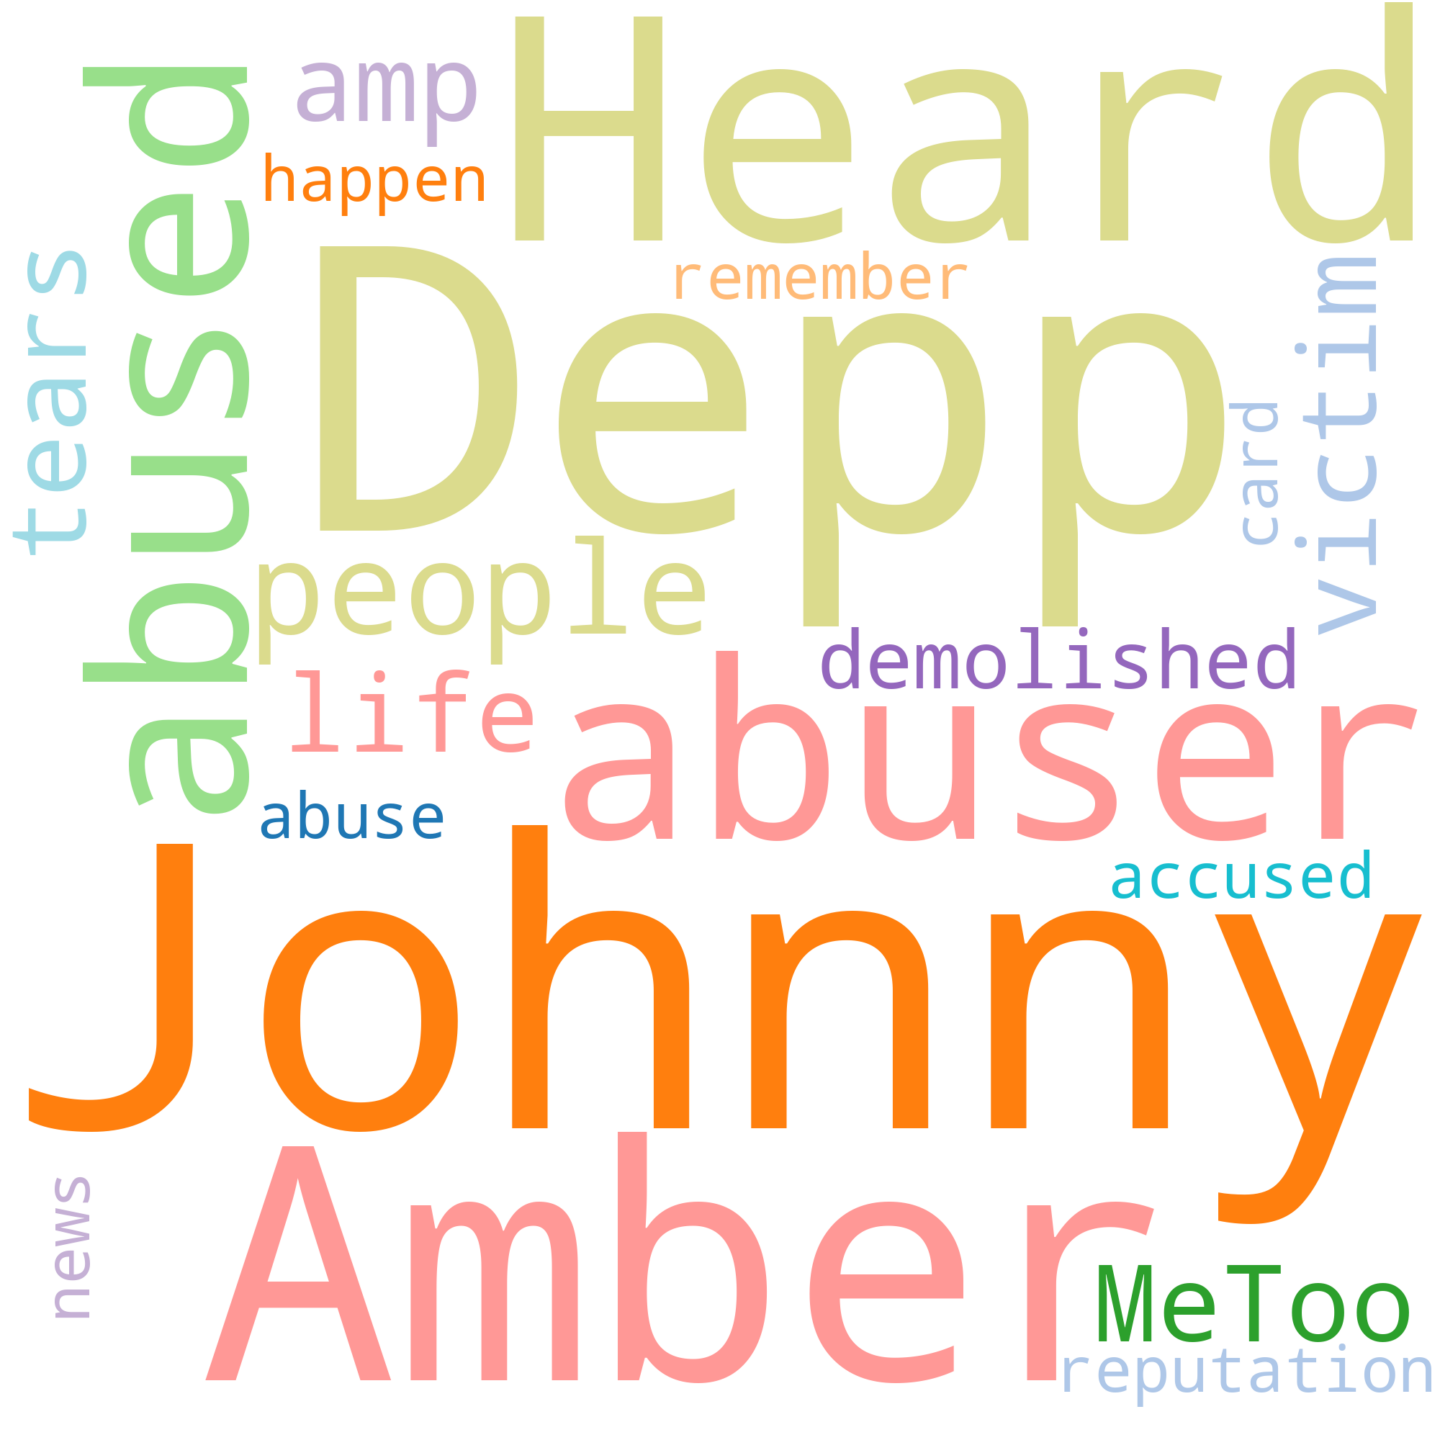 Heard
amp
happen
abused
tears
remember
Depp
victim
card
people
demolished
life
abuser
abuse
accused
Johnny
Amber
news
MeToo
reputation